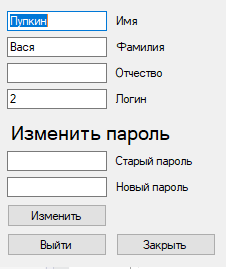 Пупкин Имя
Вася Фамилия
Отчество
2 Логин
Изменить пароль
Старый пароль
Новый пароль
Изменить
Выйти Закрыть